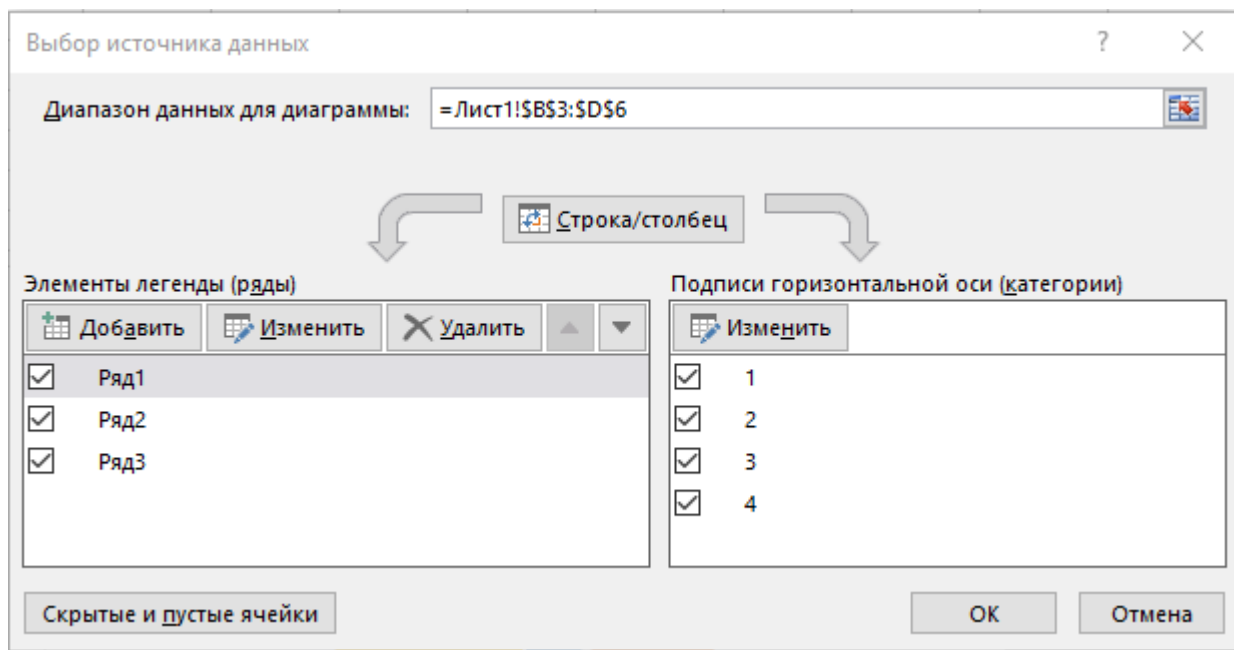 Выбор источника данных ?
Диапазон данных для диаграммы: =Лист1!$B$3:$D$6
Строка/столбец
Элементы легенды (ряды)
Добавить Изменить Удалить
Ряд1
Ряд2
Ряд3
Подписи горизонтальной оси (категории)
Изменить
1
2
3
4
Скрытые и пустые ячейки
ОК Отмена